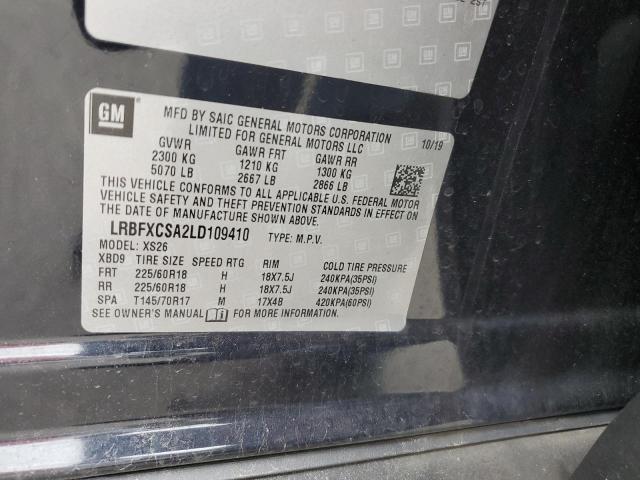 GM
MFD BY SAIC GENERAL MOTORS CORPORATION
LIMITED FOR GENERAL MOTORS LLC
10/19
GVWR GAWR FRT GAWR RR
2300 KG 1210 KG 1300 KG
5070 LB 2667 LB 2866 LB
THIS VEHICLE CONFORMS TO ALL APPLICABLE U.S. FEDERAL MOTOR
VEHICLE SAFETY AND THEFT PREVENTION STANDARDS IN EFFECT ON
THE DATE OF MANUFACTURE SHOWN ABOVE.
LRBFXCSA2LD109410 TYPE: M.P.V.
MODEL: XS26
XBD9 TIRE SIZE SPEED RTG RIM COLD TIRE PRESSURE
FRT 225/60R18 H 18X7.5J 240KPA(35PSI)
RR 225/60R18 H 18X7.5J 240KPA(35PSI)
SPA T145/70R17 M 17X4B 420KPA(60PSI)
SEE OWNER'S MANUAL FOR MORE INFORMATION.